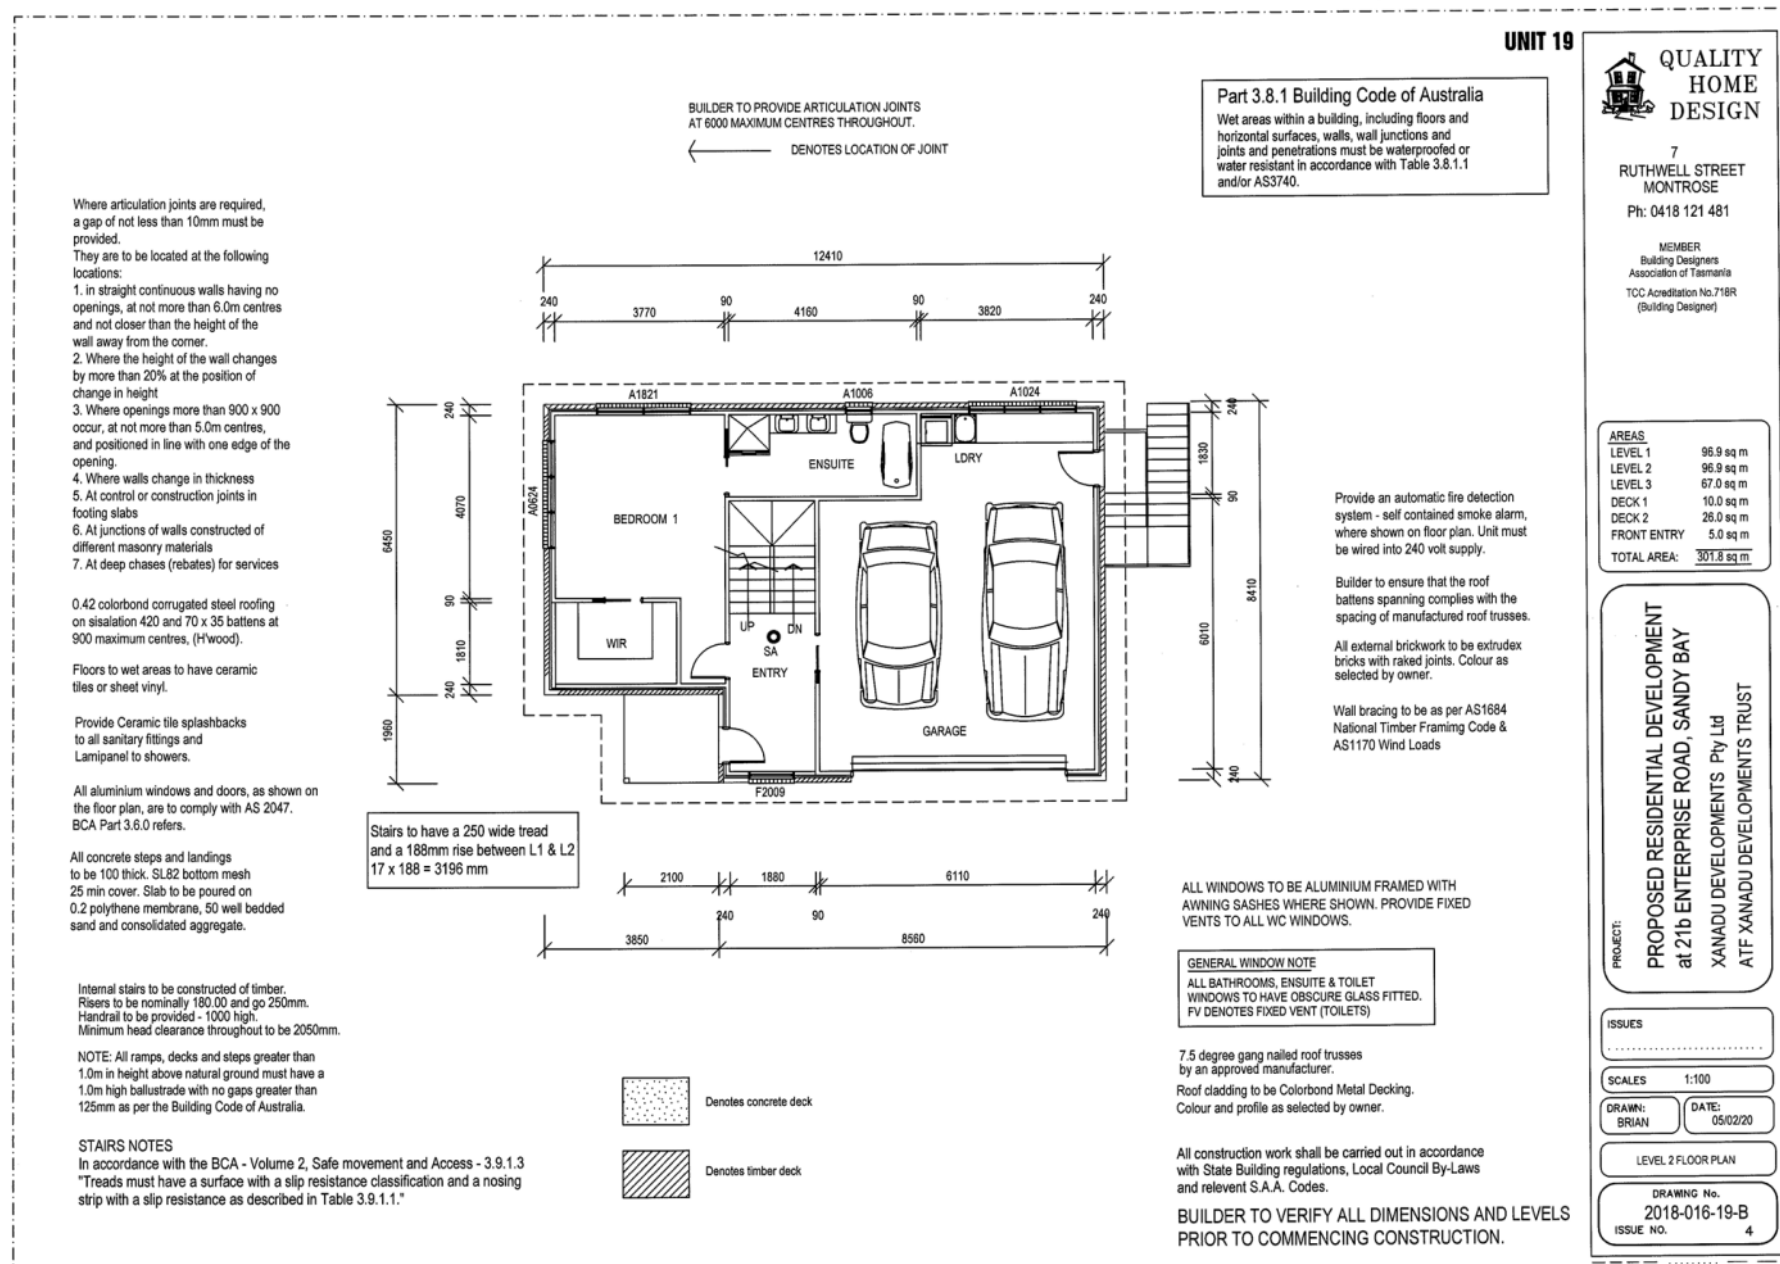 UNIT 19
BUILDER TO PROVIDE ARTICULATION JOINTS
AT 6000 MAXIMUM CENTRES THROUGHOUT.
DENOTES LOCATION OF JOINT
Part 3.8.1 Building Code of Australia
Wet areas within a building, including floors and
horizontal surfaces, walls, wall junctions and
joints and penetrations must be waterproofed or
water resistant in accordance with Table 3.8.1.1
and/or AS3740.
Where articulation joints are required,
a gap of not less than 10mm must be
provided.
They are to be located at the following
locations:
1. in straight continuous walls having no
openings, at not more than 6.0m centres
and not closer than the height of the
wall away from the corner.
2. Where the height of the wall changes
by more than 20% at the position of
change in height
3. Where openings more than 900 x 900
occur, at not more than 5.0m centres,
and positioned in line with one edge of the
opening.
4. Where walls change in thickness
5. At control or construction joints in
footing slabs
6. At junctions of walls constructed of
different masonry materials
7. At deep chases (rebates) for services
0.42 colorbond corrugated steel roofing
on sisalation 420 and 70 x 35 battens at
900 maximum centres, (H'wood).
Floors to wet areas to have ceramic
tiles or sheet vinyl.
Provide Ceramic tile splashbacks
to all sanitary fittings and
Lamipanel to showers.
All aluminium windows and doors, as shown on
the floor plan, are to comply with AS 2047.
BCA Part 3.6.0 refers.
All concrete steps and landings
to be 100 thick. SL82 bottom mesh
25 min cover. Slab to be poured on
0.2 polythene membrane, 50 well bedded
sand and consolidated aggregate.
Internal stairs to be constructed of timber.
Risers to be nominally 180.00 and go 250mm.
Handrail to be provided - 1000 high.
Minimum head clearance throughout to be 2050mm.
NOTE: All ramps, decks and steps greater than
1.0m in height above natural ground must have a
1.0m high ballustrade with no gaps greater than
125mm as per the Building Code of Australia.
STAIRS NOTES
In accordance with the BCA - Volume 2, Safe movement and Access - 3.9.1.3
"Treads must have a surface with a slip resistance classification and a nosing
strip with a slip resistance as described in Table 3.9.1.1."
12410
240 3770 90 4160 90 3820 240
A1821 A1006 A1024
A0624
6450
1960
240
4070
90
1810
240
240
1830
90
6010
240
8410
BEDROOM 1
ENSUITE
LDRY
WIR
UP
DN
SA
ENTRY
GARAGE
F2009
2100 1880 6110
240 90 240
3850 8560
Stairs to have a 250 wide tread
and a 188mm rise between L1 & L2
17 x 188 = 3196 mm
Denotes concrete deck
Denotes timber deck
Provide an automatic fire detection
system - self contained smoke alarm,
where shown on floor plan. Unit must
be wired into 240 volt supply.
Builder to ensure that the roof
battens spanning complies with the
spacing of manufactured roof trusses.
All external brickwork to be extrudex
bricks with raked joints. Colour as
selected by owner.
Wall bracing to be as per AS1684
National Timber Framimg Code &
AS1170 Wind Loads
ALL WINDOWS TO BE ALUMINIUM FRAMED WITH
AWNING SASHES WHERE SHOWN. PROVIDE FIXED
VENTS TO ALL WC WINDOWS.
GENERAL WINDOW NOTE
ALL BATHROOMS, ENSUITE & TOILET
WINDOWS TO HAVE OBSCURE GLASS FITTED.
FV DENOTES FIXED VENT (TOILETS)
7.5 degree gang nailed roof trusses
by an approved manufacturer.
Roof cladding to be Colorbond Metal Decking.
Colour and profile as selected by owner.
All construction work shall be carried out in accordance
with State Building regulations, Local Council By-Laws
and relevent S.A.A. Codes.
BUILDER TO VERIFY ALL DIMENSIONS AND LEVELS
PRIOR TO COMMENCING CONSTRUCTION.
QUALITY
HOME
DESIGN
7
RUTHWELL STREET
MONTROSE
Ph: 0418 121 481
MEMBER
Building Designers
Association of Tasmania
TCC Acreditation No.718R
(Building Designer)
AREAS
LEVEL 1 96.9 sq m
LEVEL 2 96.9 sq m
LEVEL 3 67.0 sq m
DECK 1 10.0 sq m
DECK 2 26.0 sq m
FRONT ENTRY 5.0 sq m
TOTAL AREA: 301.8 sq m
PROJECT:
PROPOSED RESIDENTIAL DEVELOPMENT
at 21b ENTERPRISE ROAD, SANDY BAY
XANADU DEVELOPMENTS Pty Ltd
ATF XANADU DEVELOPMENTS TRUST
ISSUES
SCALES 1:100
DRAWN: BRIAN
DATE: 05/02/20
LEVEL 2 FLOOR PLAN
DRAWING No.
2018-016-19-B
ISSUE NO. 4